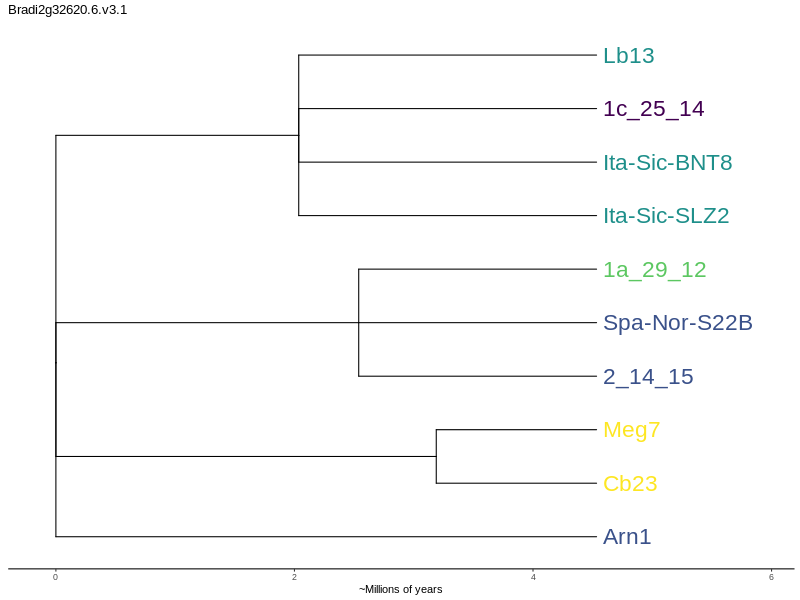 Bradi2g32620.6.v3.1
Lb13
1c_25_14
Ita-Sic-BNT8
Ita-Sic-SLZ2
1a_29_12
Spa-Nor-S22B
2_14_15
Meg7
Cb23
Arn1
0 2 4 6
~Millions of years